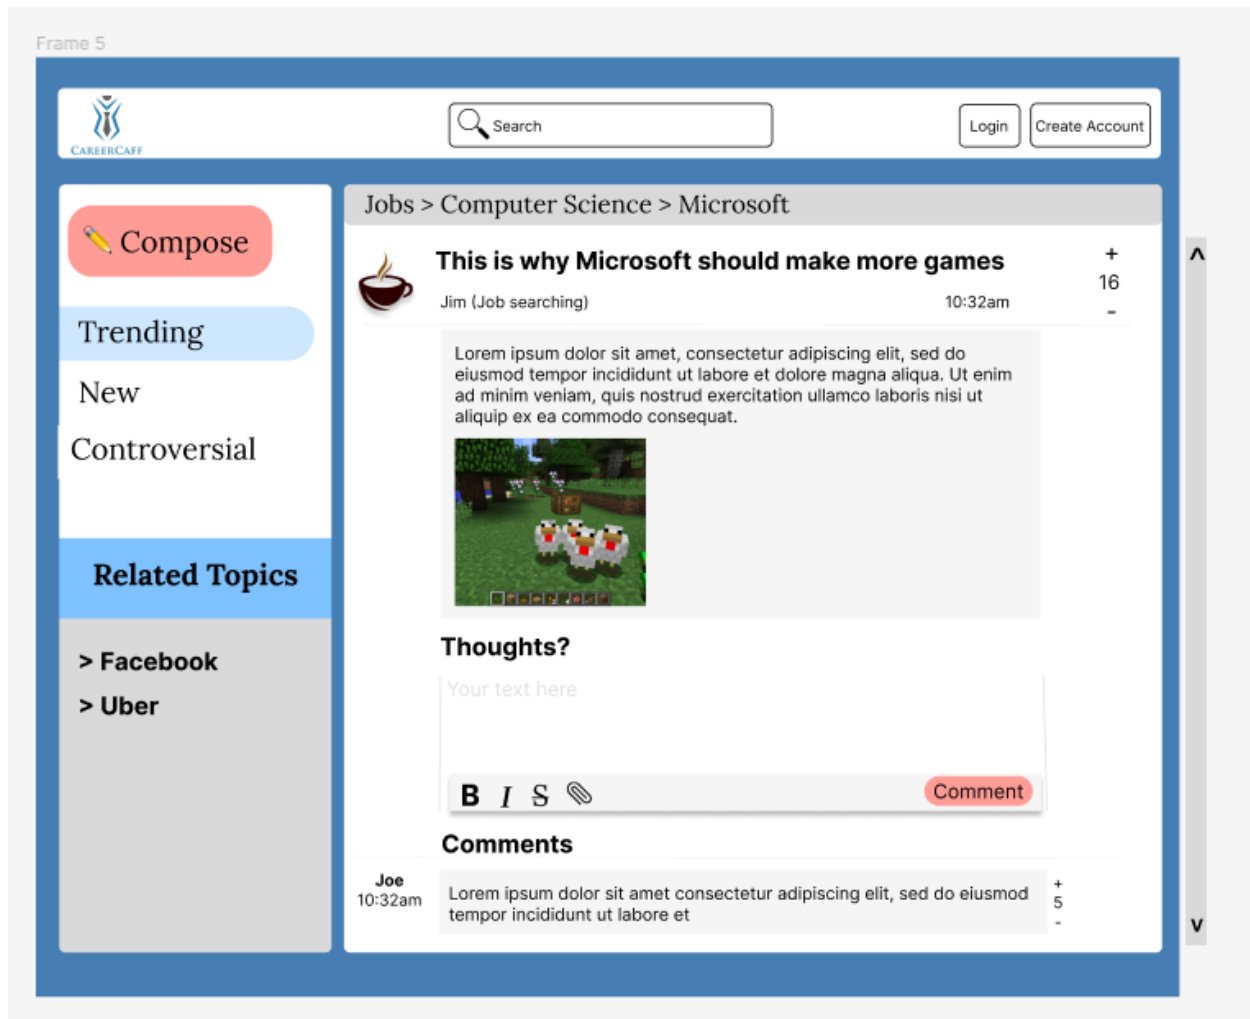 Frame 5
CAREERCAFF
Search
Login
Create Account
Compose
Trending
New
Controversial
Related Topics
> Facebook
> Uber
Jobs > Computer Science > Microsoft
This is why Microsoft should make more games
Jim (Job searching)
10:32am
+
16
-
Lorem ipsum dolor sit amet, consectetur adipiscing elit, sed do
eiusmod tempor incididunt ut labore et dolore magna aliqua. Ut enim
ad minim veniam, quis nostrud exercitation ullamco laboris nisi ut
aliquip ex ea commodo consequat.
Thoughts?
Your text here
B I S
Comment
Comments
Joe
10:32am
Lorem ipsum dolor sit amet consectetur adipiscing elit, sed do eiusmod
tempor incididunt ut labore et
+
5
-
^
v